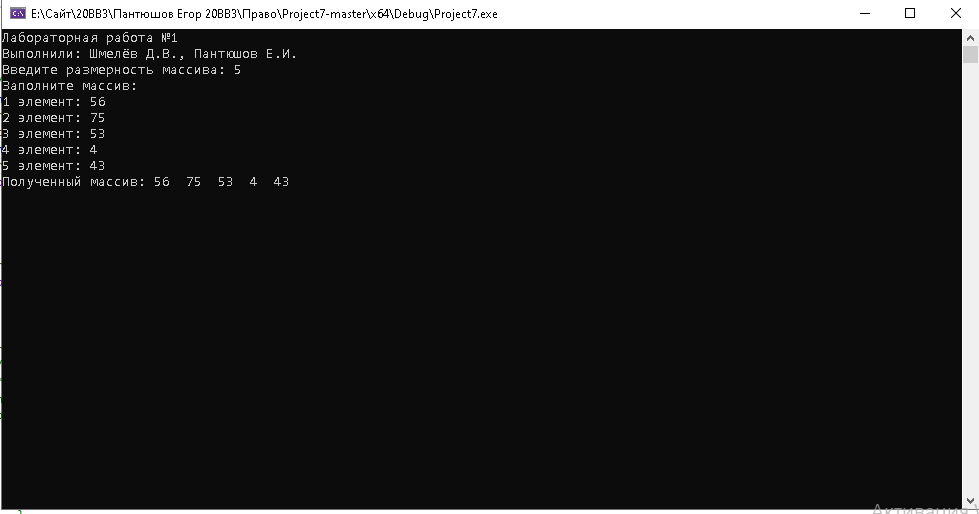 E:\Сайт\20ВВ3\Пантюшов Егор 20ВВ3\Право\Project7-master\x64\Debug\Project7.exe
Лабораторная работа №1
Выполнили: Шмелёв Д.В., Пантюшов Е.И.
Введите размерность массива: 5
Заполните массив:
1 элемент: 56
2 элемент: 75
3 элемент: 53
4 элемент: 4
5 элемент: 43
Полученный массив: 56  75  53  4  43
Активация